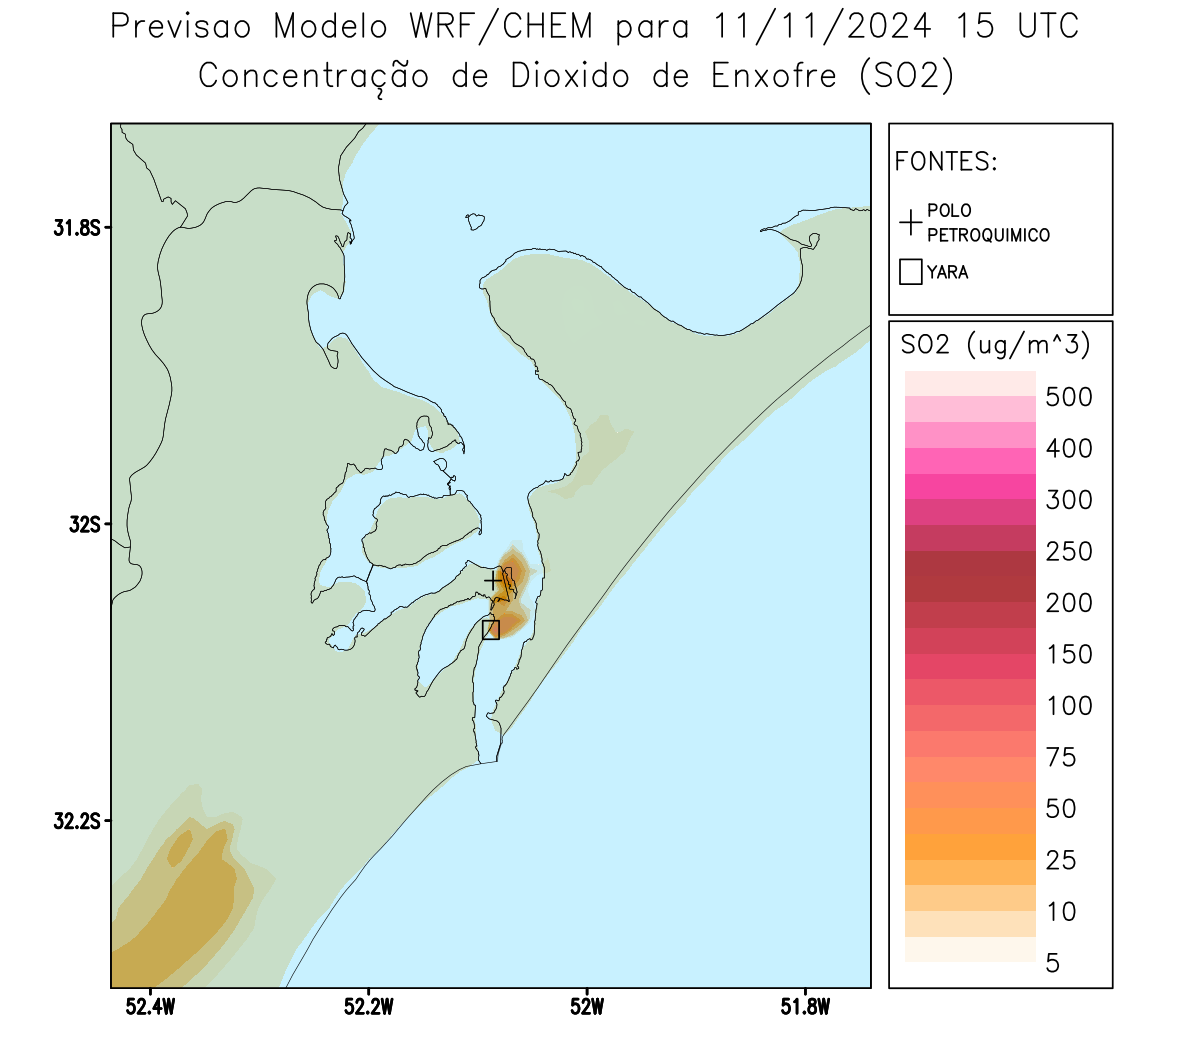 Previsao Modelo WRF/CHEM para 11/11/2024 15 UTC
Concentração de Dioxido de Enxofre (SO2)
FONTES:
POLO
PETROQUIMICO
YARA
31.8S
32S
32.2S
52.4W
52.2W
52W
51.8W
SO2 (ug/m^3)
500
400
300
250
200
150
100
75
50
25
10
5